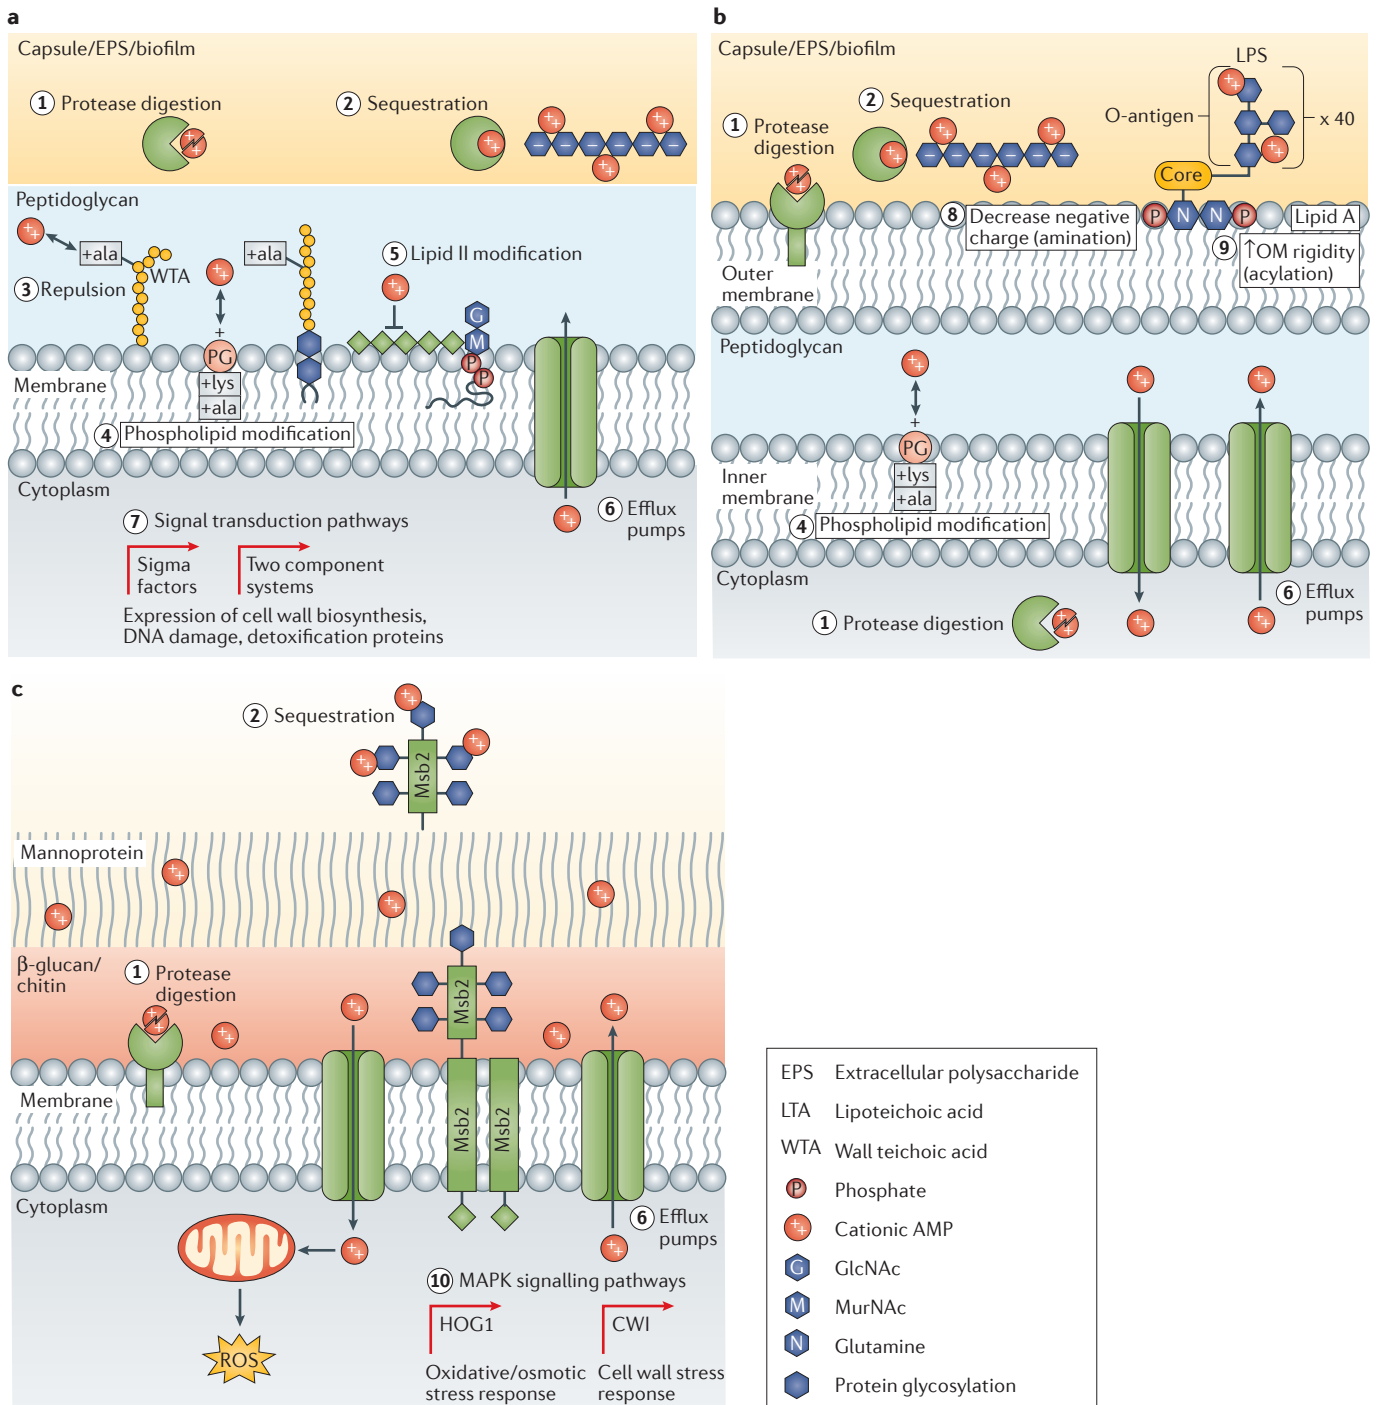 a
Capsule/EPS/biofilm
1 Protease digestion
2 Sequestration
++
++
++
++
++
− − − − − −
Peptidoglycan
++
+ala
WTA
3 Repulsion
++
+
PG
+lys
+ala
+ala
5 Lipid II modification
++
G
M
P
P
Membrane
4 Phospholipid modification
Cytoplasm
++
6 Efflux
pumps
7 Signal transduction pathways
Sigma
factors
Two component
systems
Expression of cell wall biosynthesis,
DNA damage, detoxification proteins
b
Capsule/EPS/biofilm
LPS
O-antigen
++
++
x 40
1 Protease
digestion
++
2 Sequestration
++
++
++
++
− − − − − −
Core
P N N P
8 Decrease negative
charge (amination)
Lipid A
9 ↑OM rigidity
(acylation)
Outer
membrane
Peptidoglycan
++
+
PG
+lys
+ala
++
++
Inner
membrane
4 Phospholipid modification
Cytoplasm
1 Protease digestion
++
++
++
6 Efflux
pumps
c
2 Sequestration
++
++
++
Msb2
Mannoprotein
++
++
++
++
β-glucan/
chitin
1 Protease
digestion
++
++
++
Msb2
++
++
Membrane
Msb2
Msb2
Cytoplasm
++
++
6 Efflux
pumps
ROS
10 MAPK signalling pathways
HOG1
Oxidative/osmotic
stress response
CWI
Cell wall stress
response
EPS Extracellular polysaccharide
LTA Lipoteichoic acid
WTA Wall teichoic acid
P Phosphate
++ Cationic AMP
G GlcNAc
M MurNAc
N Glutamine
Protein glycosylation